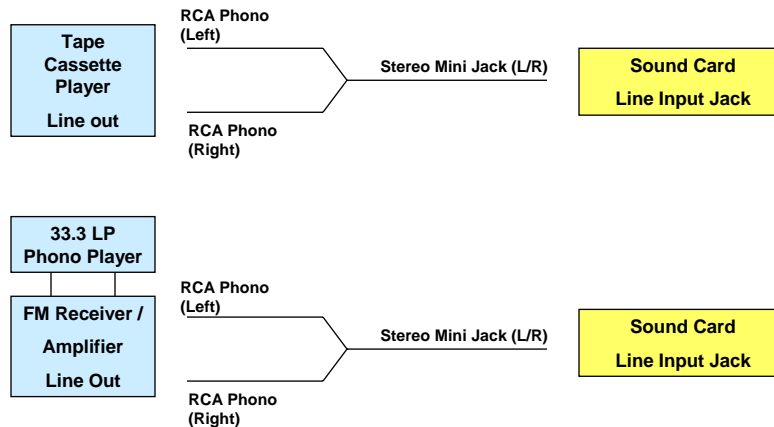 RCA Phono
(Left)
Tape
Cassette
Player
Line out
Stereo Mini Jack (L/R)
Sound Card
Line Input Jack
RCA Phono
(Right)
33.3 LP
Phono Player
RCA Phono
(Left)
FM Receiver /
Amplifier
Line Out
Stereo Mini Jack (L/R)
Sound Card
Line Input Jack
RCA Phono
(Right)